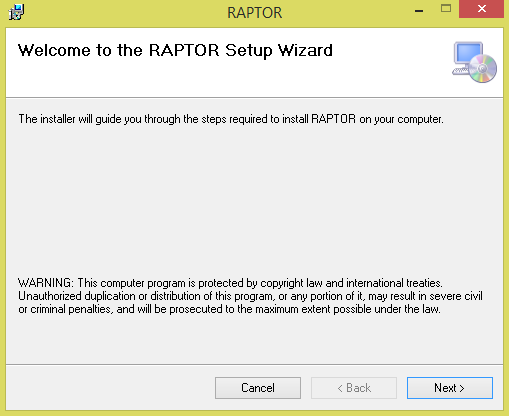 RAPTOR
Welcome to the RAPTOR Setup Wizard
The installer will guide you through the steps required to install RAPTOR on your computer.
WARNING: This computer program is protected by copyright law and international treaties.
Unauthorized duplication or distribution of this program, or any portion of it, may result in severe civil
or criminal penalties, and will be prosecuted to the maximum extent possible under the law.
Cancel < Back Next >